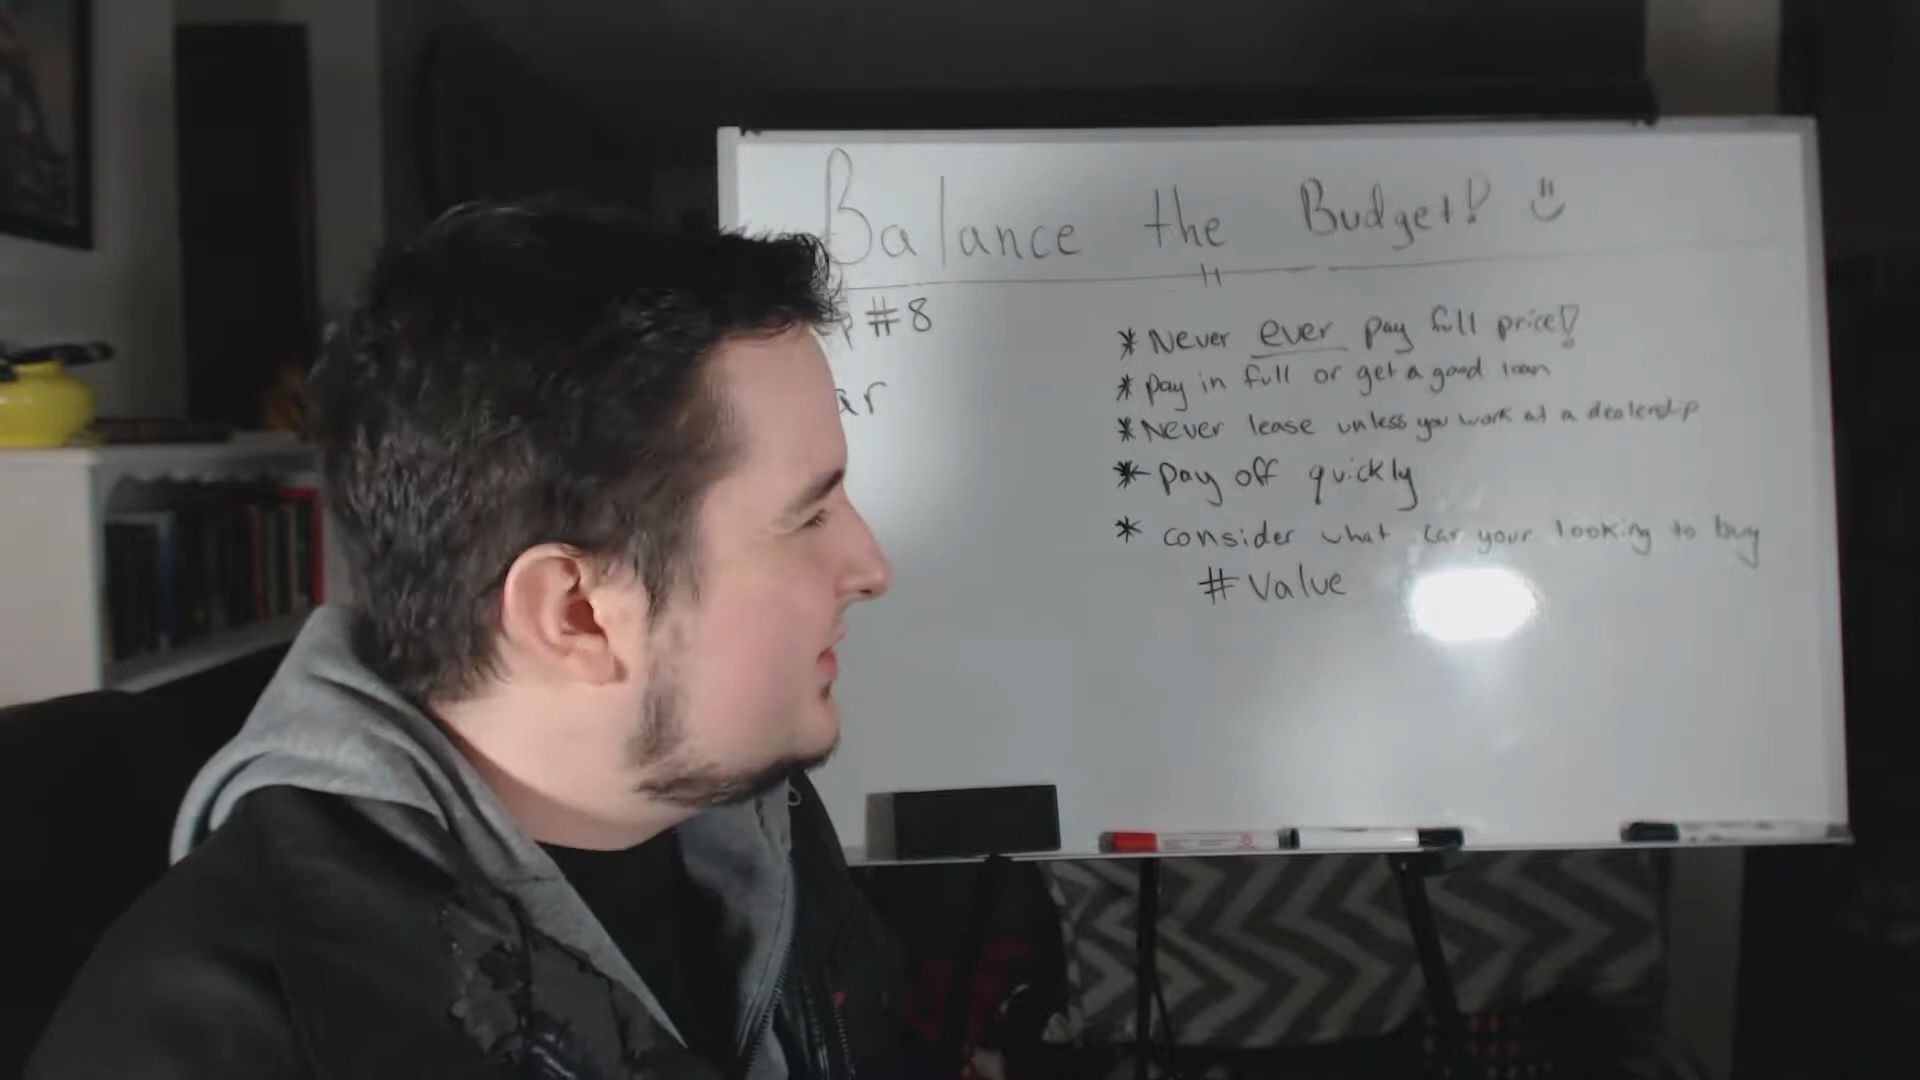 Balance the Budget! 
p #8
ar
* Never ever pay full price!
* pay in full or get a good loan
* Never lease unless you work at a dealership
* pay off quickly
* consider what car your looking to buy
# Value